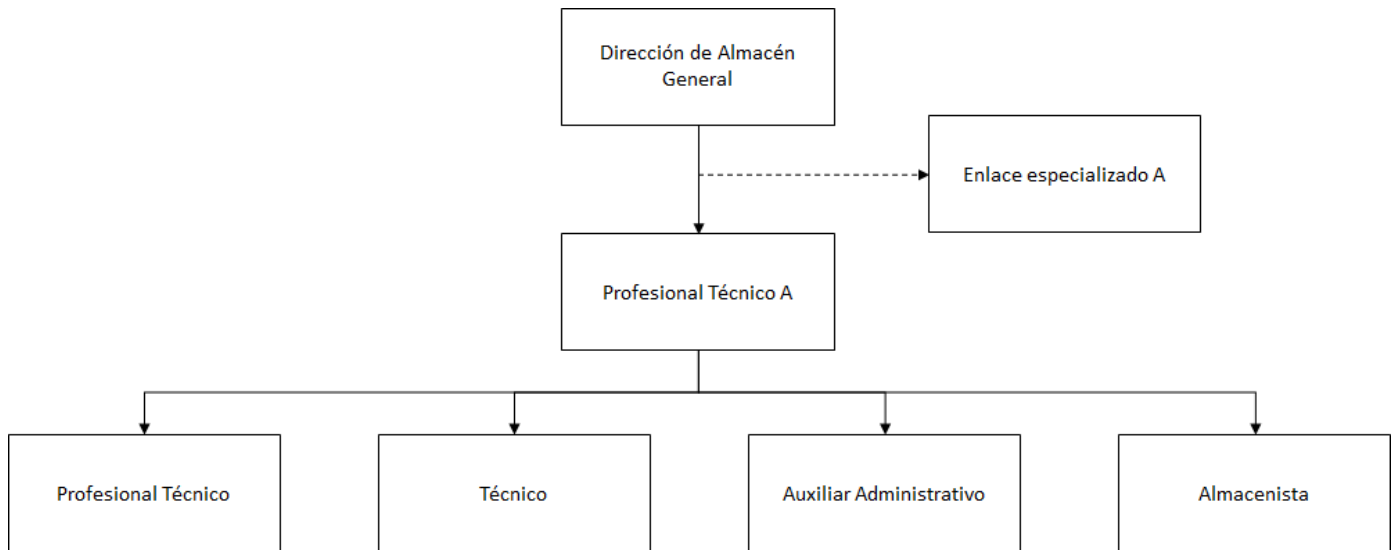 Dirección de Almacén
General
Enlace especializado A
Profesional Técnico A
Profesional Técnico
Técnico
Auxiliar Administrativo
Almacenista